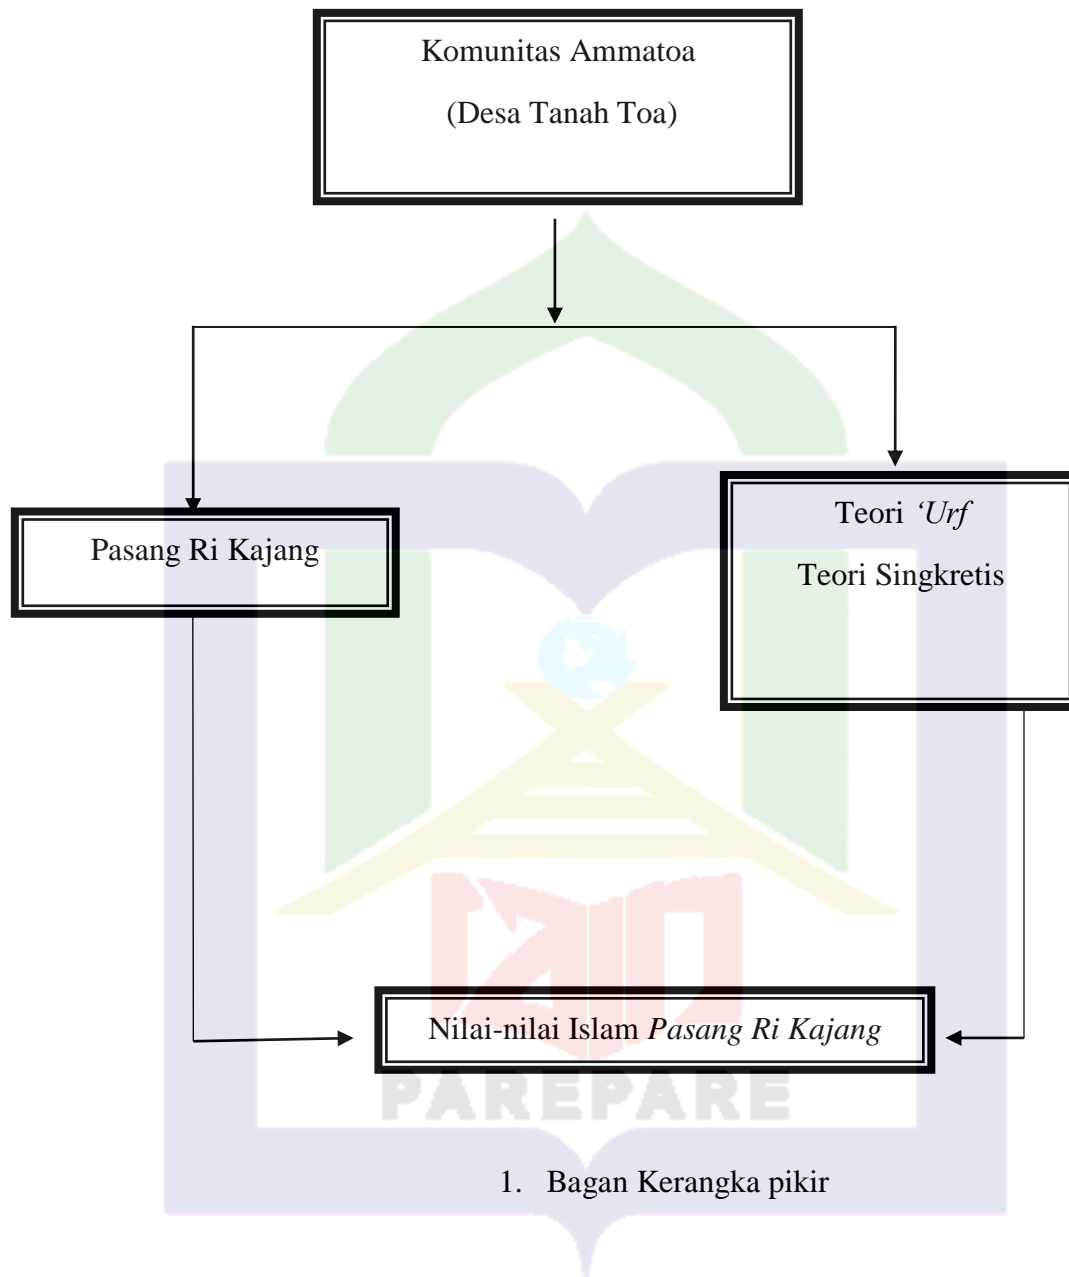 Komunitas Ammatoa
(Desa Tanah Toa)
Pasang Ri Kajang
Teori ‘Urf
Teori Singkretis
Nilai-nilai Islam Pasang Ri Kajang
PAREPARE
1. Bagan Kerangka pikir